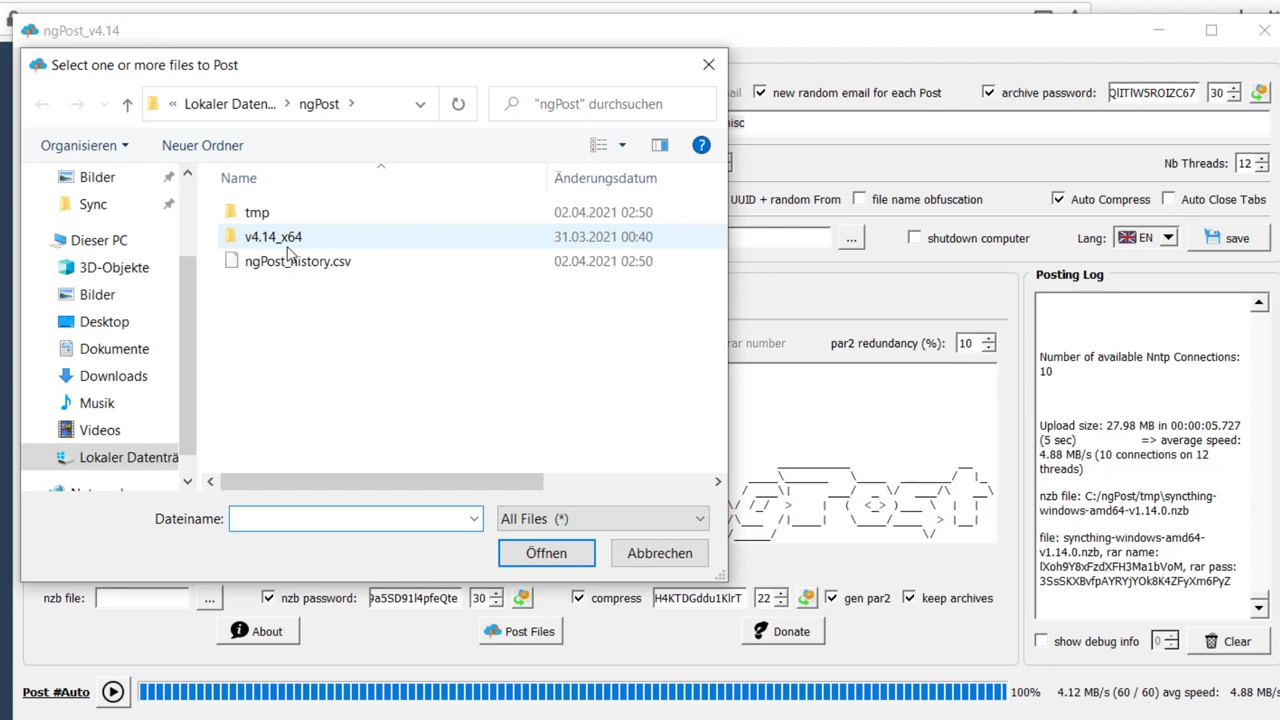 ngPost_v4.14
Select one or more files to Post
« Lokaler Daten... › ngPost ›
"ngPost" durchsuchen
Organisieren
Neuer Ordner
Bilder
Sync
Dieser PC
3D-Objekte
Bilder
Desktop
Dokumente
Downloads
Musik
Videos
Lokaler Datenträ
Name
Änderungsdatum
tmp
02.04.2021 02:50
v4.14_x64
31.03.2021 00:40
ngPost_history.csv
02.04.2021 02:50
Dateiname:
All Files (*)
Öffnen
Abbrechen
ail
new random email for each Post
archive password:
QlTlW5ROlZC67
30
isc
Nb Threads:
12
UUID + random From
file name obfuscation
Auto Compress
Auto Close Tabs
...
shutdown computer
Lang:
EN
save
rar number
par2 redundancy (%):
10
Posting Log
Number of available Nntp Connections:
10
Upload size: 27.98 MB in 00:00:05.727
(5 sec) => average speed:
4.88 MB/s (10 connections on 12
threads)
nzb file: C:/ngPost/tmp\syncthing-
windows-amd64-v1.14.0.nzb
file: syncthing-windows-amd64-
v1.14.0.nzb, rar name:
lXoh9Y8xFzdXFH3Ma1bVoM, rar pass:
3SsSKXBvfpAYRYjYOk8K4ZFyXm6PyZ
nzb file:
...
nzb password:
9a5SD91l4pfeQte
30
compress
H4KTDGddu1KlrT
22
gen par2
keep archives
About
Post Files
Donate
show debug info
0
Clear
Post #Auto
100%
4.12 MB/s (60 / 60) avg speed:
4.88 MB/s